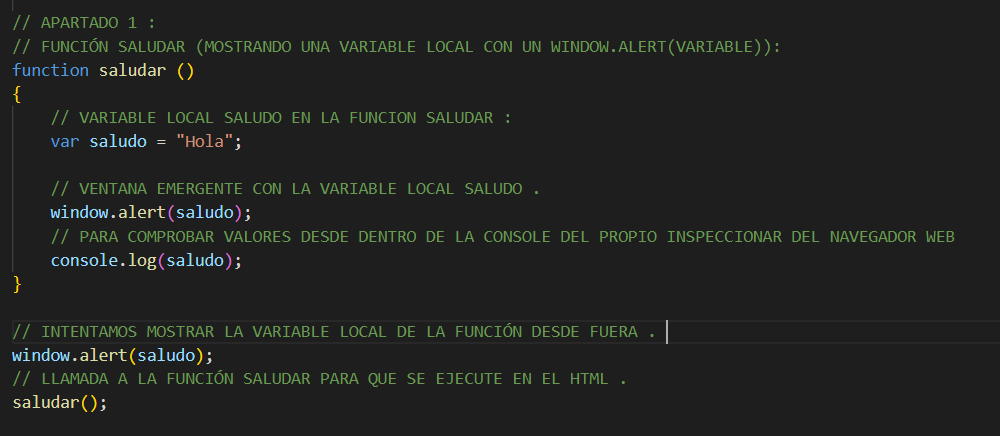 // APARTADO 1 :
// FUNCIÓN SALUDAR (MOSTRANDO UNA VARIABLE LOCAL CON UN WINDOW.ALERT(VARIABLE)):
function saludar ()
{
    // VARIABLE LOCAL SALUDO EN LA FUNCION SALUDAR :
    var saludo = "Hola";

    // VENTANA EMERGENTE CON LA VARIABLE LOCAL SALUDO .
    window.alert(saludo);
    // PARA COMPROBAR VALORES DESDE DENTRO DE LA CONSOLE DEL PROPIO INSPECCIONAR DEL NAVEGADOR WEB
    console.log(saludo);
}

// INTENTAMOS MOSTRAR LA VARIABLE LOCAL DE LA FUNCIÓN DESDE FUERA .
window.alert(saludo);
// LLAMADA A LA FUNCIÓN SALUDAR PARA QUE SE EJECUTE EN EL HTML .
saludar();